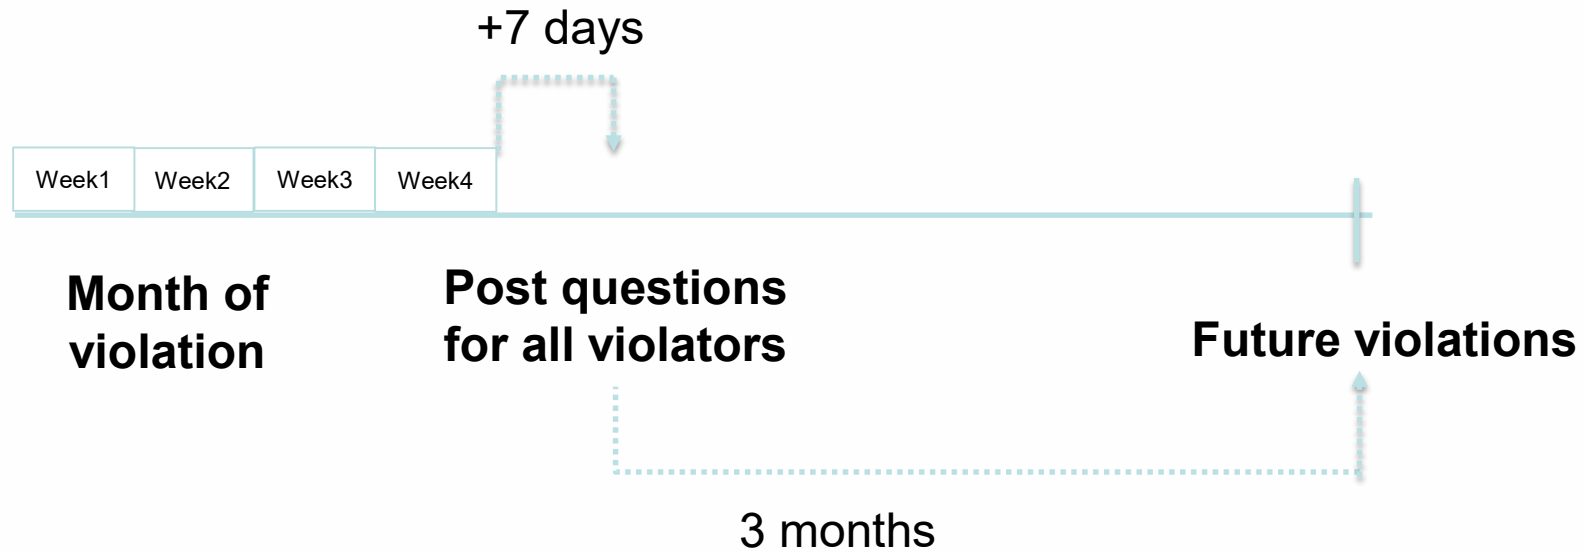 +7 days
Week1
Week2
Week3
Week4
Month of
violation
Post questions
for all violators
Future violations
3 months